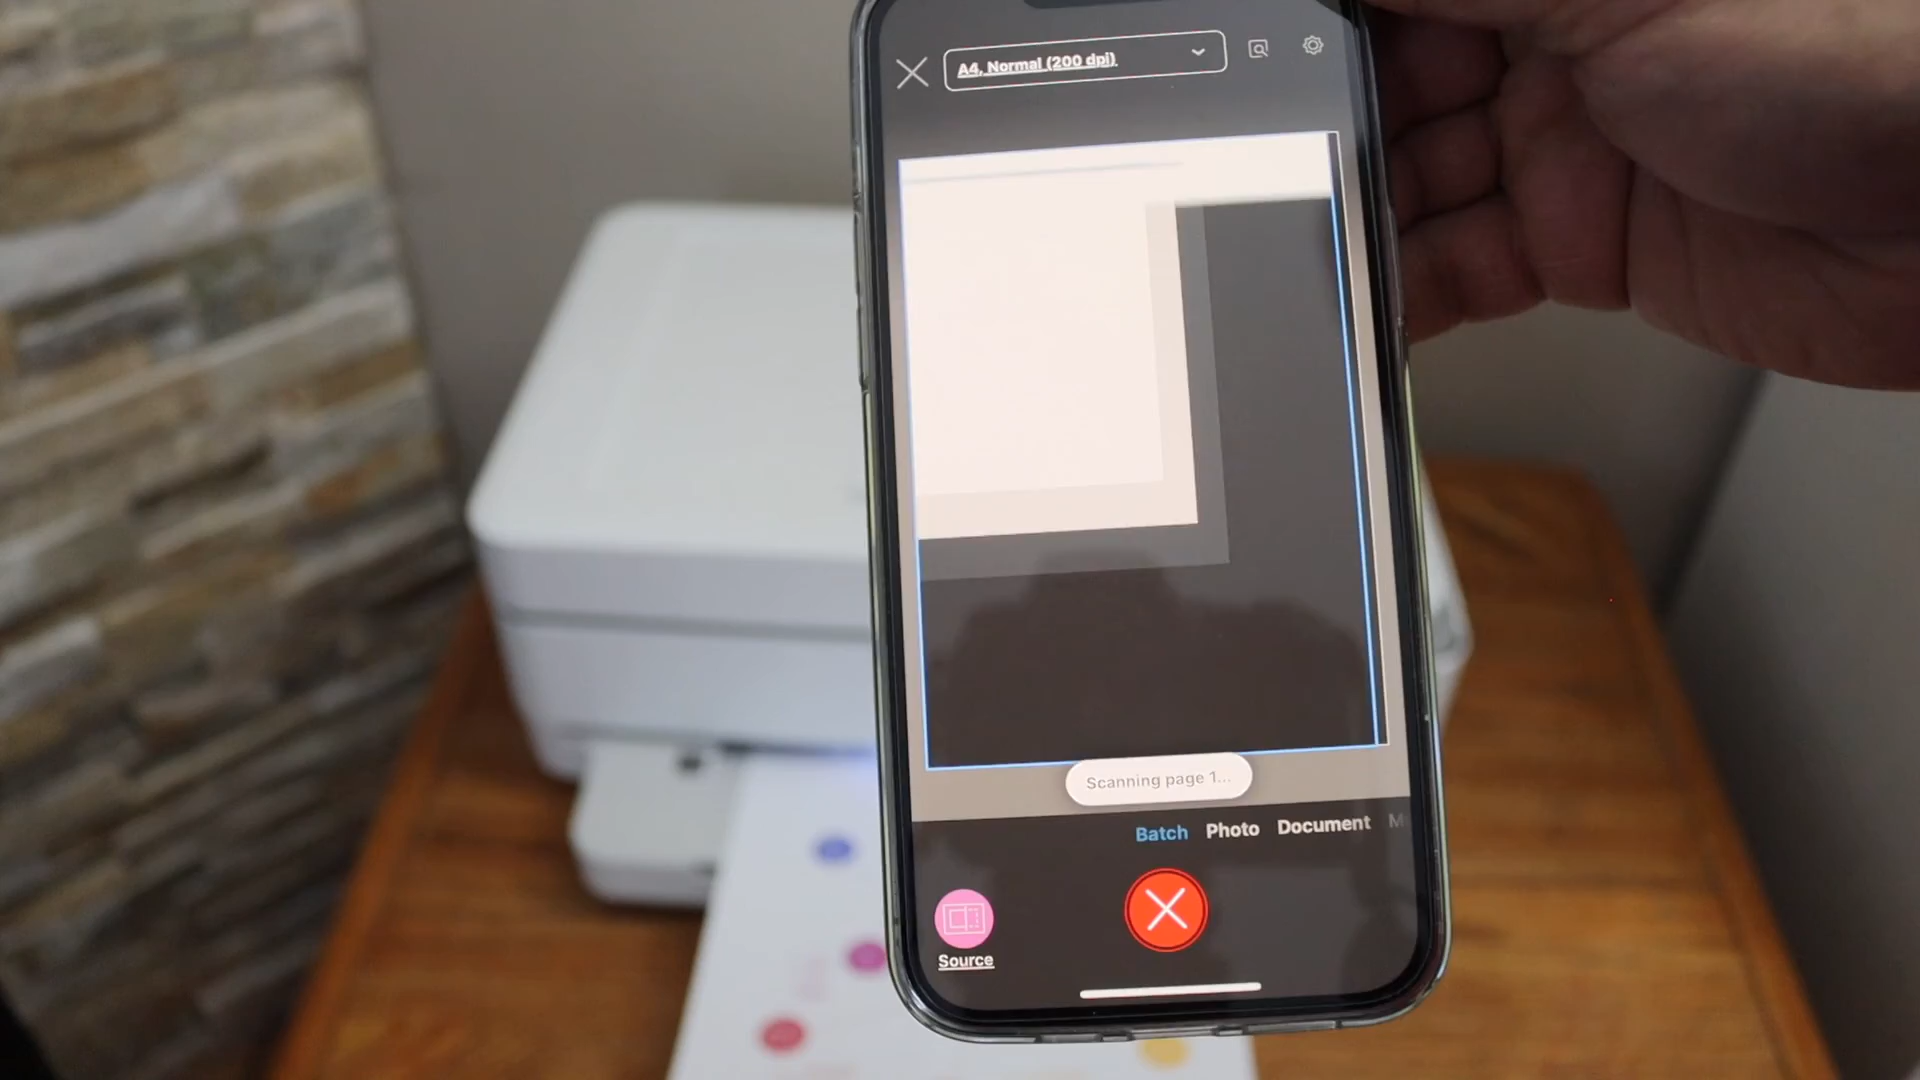 A4, Normal (200 dpi)
Scanning page 1...
Batch Photo Document
Source